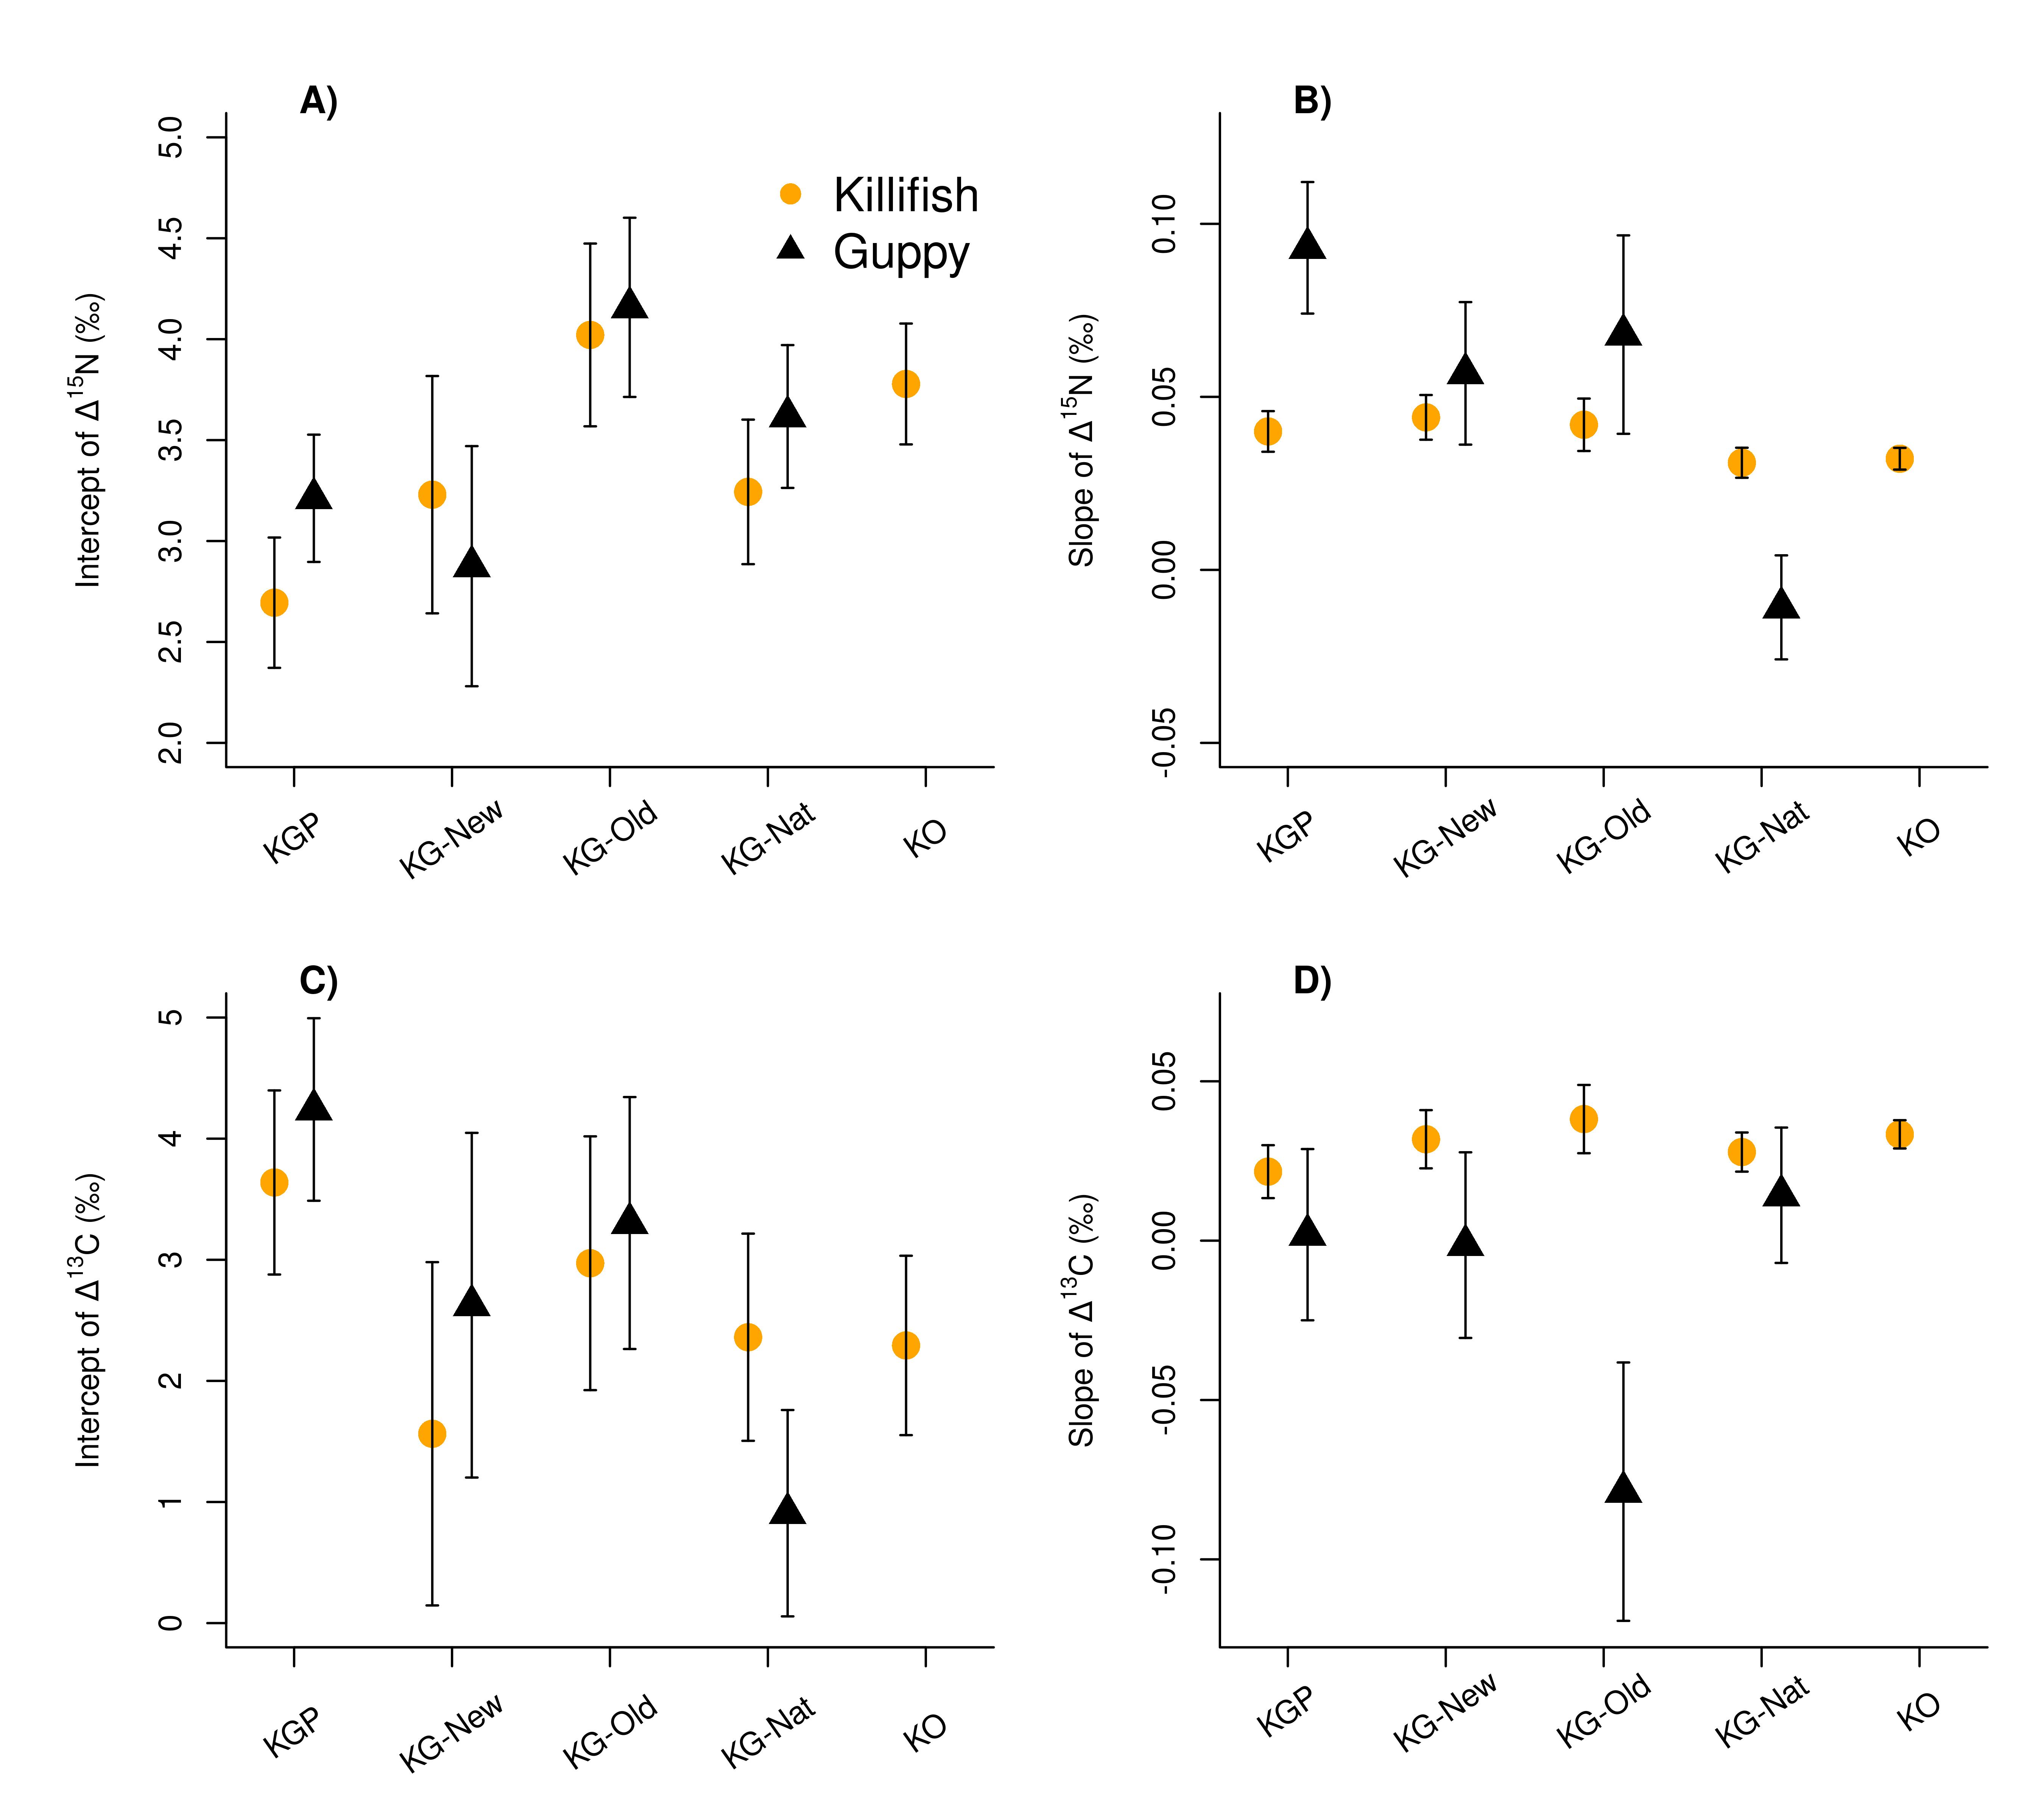 A)
Intercept of Δ¹⁵N (‰)
5.0
4.5
4.0
3.5
3.0
2.5
2.0
Killifish
Guppy
KGP
KG-New
KG-Old
KG-Nat
KO
B)
Slope of Δ¹⁵N (‰)
0.10
0.05
0.00
-0.05
KGP
KG-New
KG-Old
KG-Nat
KO
C)
Intercept of Δ¹³C (‰)
5
4
3
2
1
0
KGP
KG-New
KG-Old
KG-Nat
KO
D)
Slope of Δ¹³C (‰)
0.05
0.00
-0.05
-0.10
KGP
KG-New
KG-Old
KG-Nat
KO